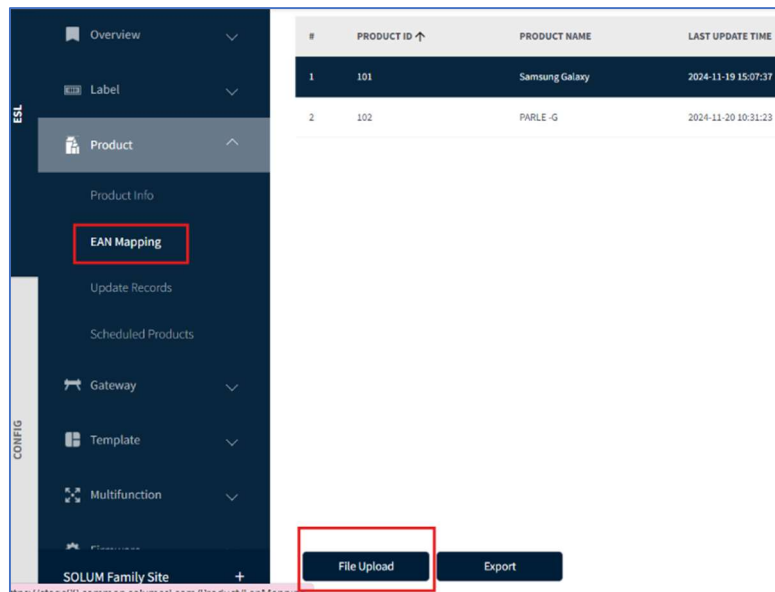 Overview
Label
ESL
Product
Product Info
EAN Mapping
Update Records
Scheduled Products
Gateway
CONFIG
Template
Multifunction
SOLUM Family Site +
# PRODUCT ID ↑ PRODUCT NAME LAST UPDATE TIME
1 101 Samsung Galaxy 2024-11-19 15:07:37
2 102 PARLE -G 2024-11-20 10:31:23
File Upload Export